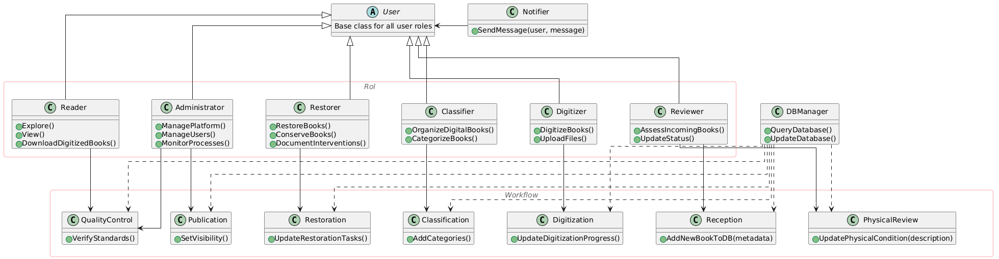 A User
Base class for all user roles
C Notifier
SendMessage(user, message)
Rol
C Reader
Explore()
View()
DownloadDigitizedBooks()
C Administrator
ManagePlatform()
ManageUsers()
MonitorProcesses()
C Restorer
RestoreBooks()
ConserveBooks()
DocumentInterventions()
C Classifier
OrganizeDigitalBooks()
CategorizeBooks()
C Digitizer
DigitizeBooks()
UploadFiles()
C Reviewer
AssessIncomingBooks()
UpdateStatus()
C DBManager
QueryDatabase()
UpdateDatabase()
Workflow
C QualityControl
VerifyStandards()
C Publication
SetVisibility()
C Restoration
UpdateRestorationTasks()
C Classification
AddCategories()
C Digitization
UpdateDigitizationProgress()
C Reception
AddNewBookToDB(metadata)
C PhysicalReview
UpdatePhysicalCondition(description)